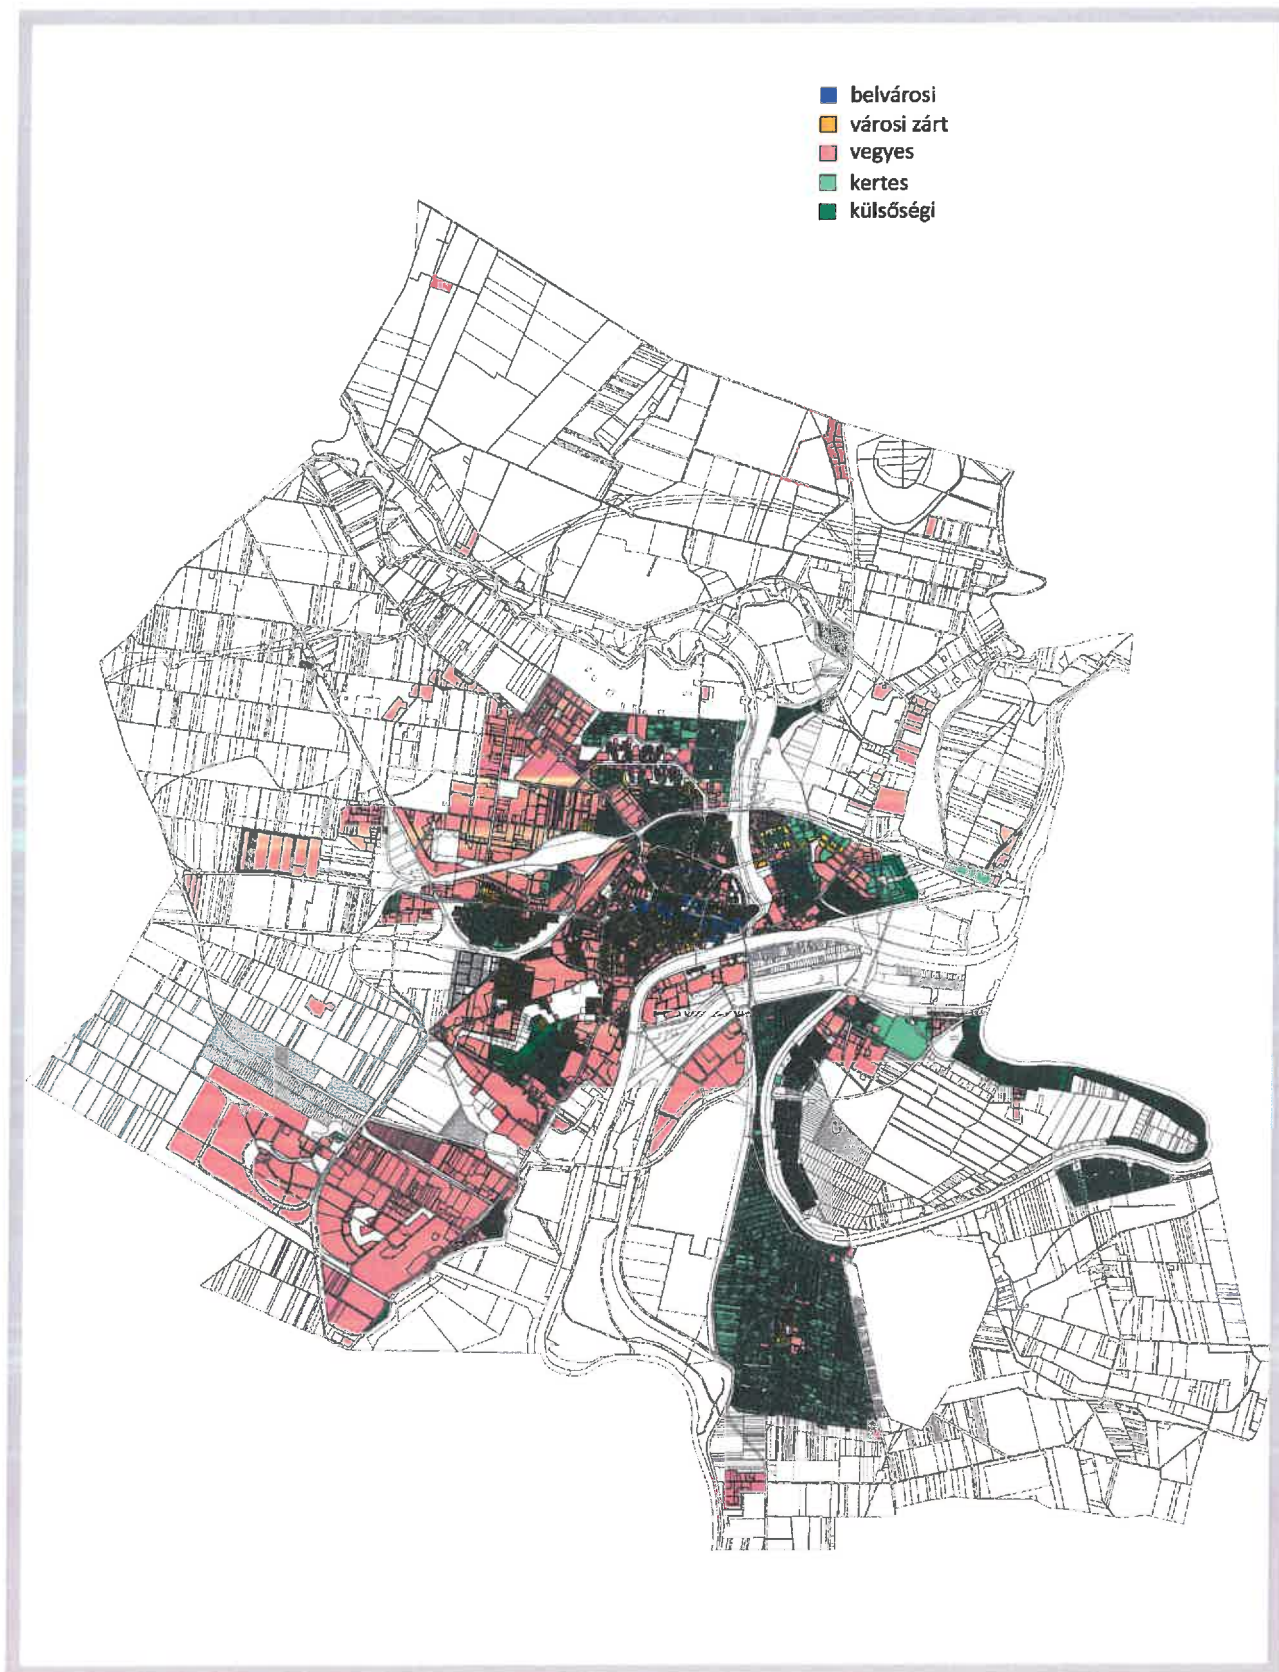 belvárosi
városi zárt
vegyes
kertes
külsőségi